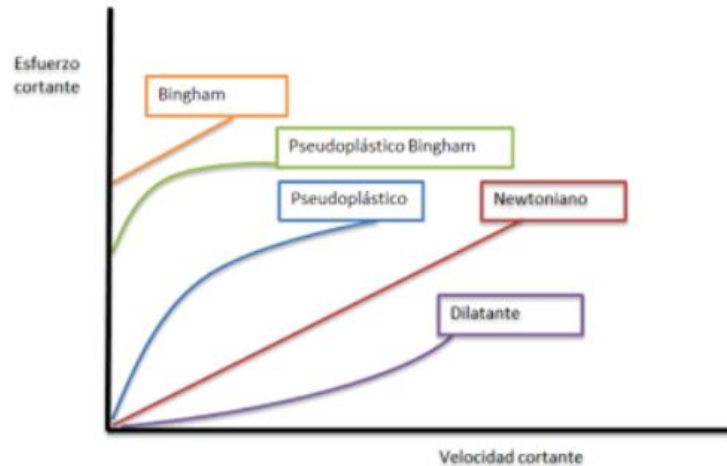 Esfuerzo
cortante
Bingham
Pseudoplástico Bingham
Pseudoplástico
Newtoniano
Dilatante
Velocidad cortante